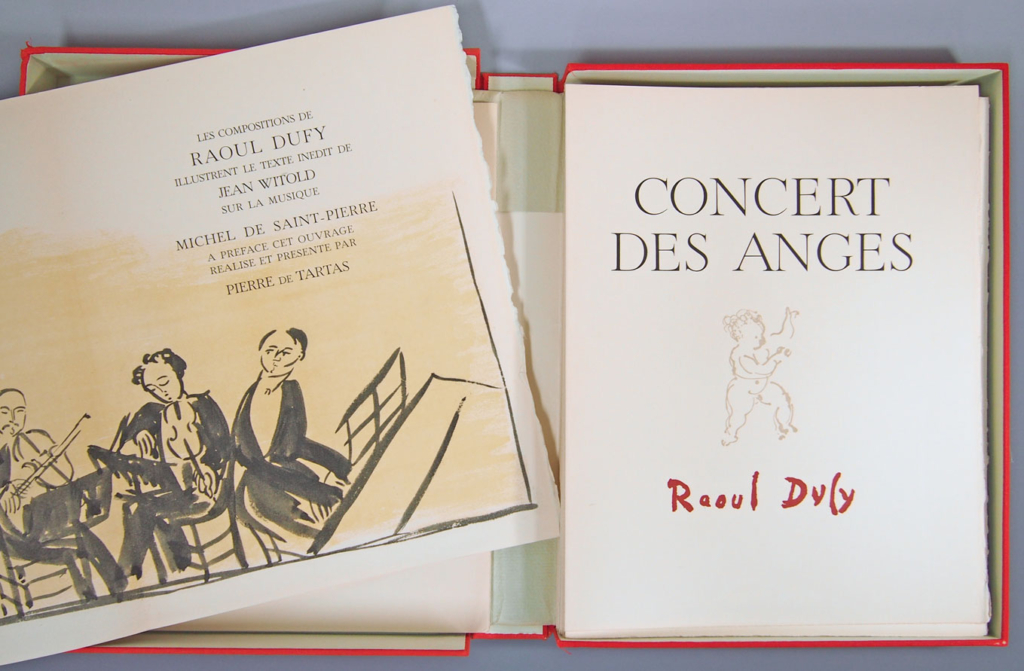 LES COMPOSITIONS DE
RAOUL DUFY
ILLUSTRENT LE TEXTE INEDIT DE
JEAN WITOLD
SUR LA MUSIQUE
MICHEL DE SAINT-PIERRE
A PREFACE CET OUVRAGE
REALISE ET PRESENTE PAR
PIERRE DE TARTAS
CONCERT
DES ANGES
Raoul Dufy